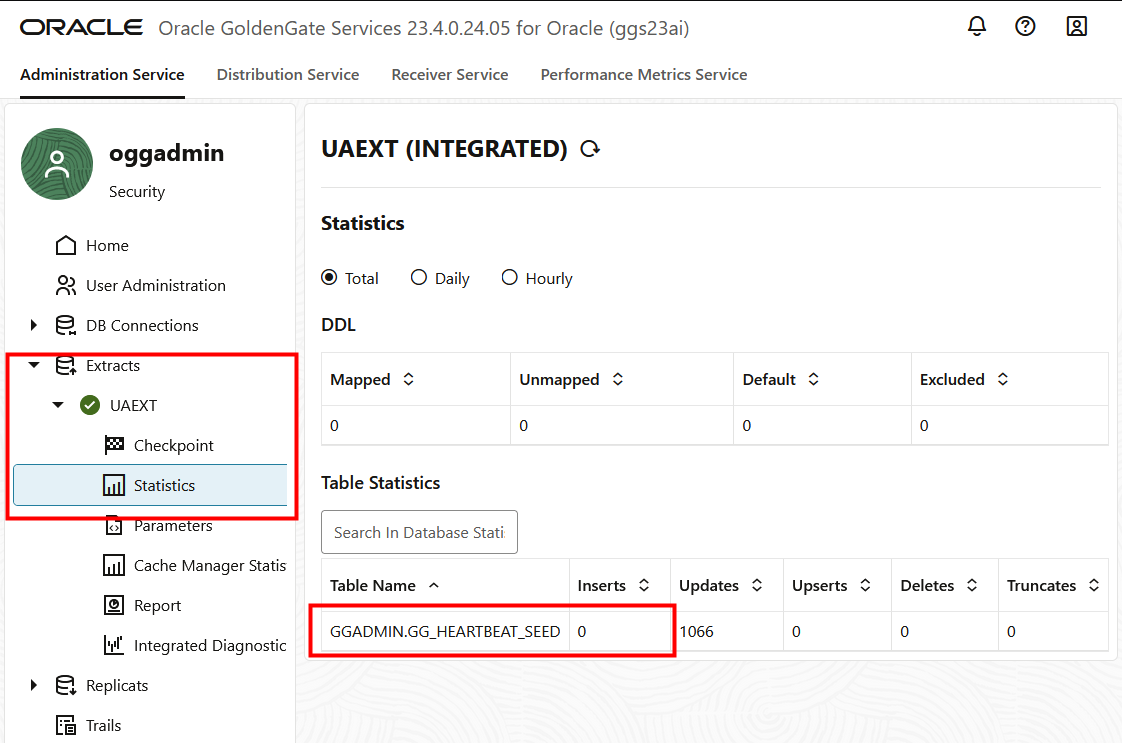 ORACLE Oracle GoldenGate Services 23.4.0.24.05 for Oracle (ggs23ai)
Administration Service Distribution Service Receiver Service Performance Metrics Service
oggadmin
Security
Home
User Administration
DB Connections
Extracts
UAEXT
Checkpoint
Statistics
Parameters
Cache Manager Statis
Report
Integrated Diagnostic
Replicats
Trails
UAEXT (INTEGRATED)
Statistics
Total Daily Hourly
DDL
Mapped Unmapped Default Excluded
0 0 0 0
Table Statistics
Search In Database Stati
Table Name Inserts Updates Upserts Deletes Truncates
GGADMIN.GG_HEARTBEAT_SEED 0 1066 0 0 0